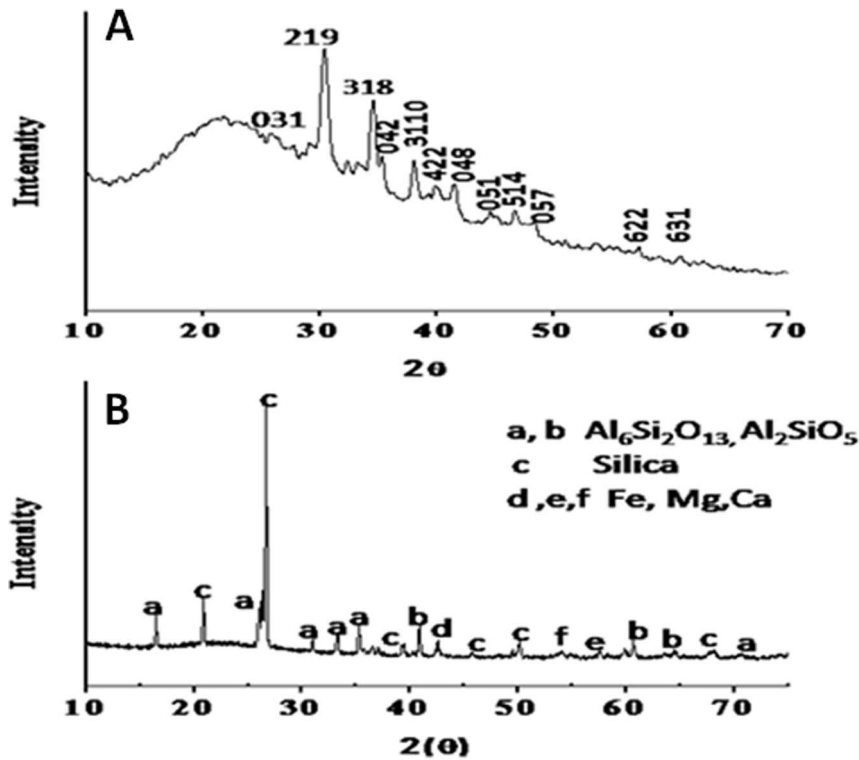 A
219
318
031
042
3110
422
048
051
514
057
622
631
Intensity
10 20 30 40 50 60 70
2θ
B
c
a, b Al₆Si₂O₁₃, Al₂SiO₅
c Silica
d ,e,f Fe, Mg,Ca
Intensity
a c a a a a c b d c c f e b b c a
10 20 30 40 50 60 70
2(θ)